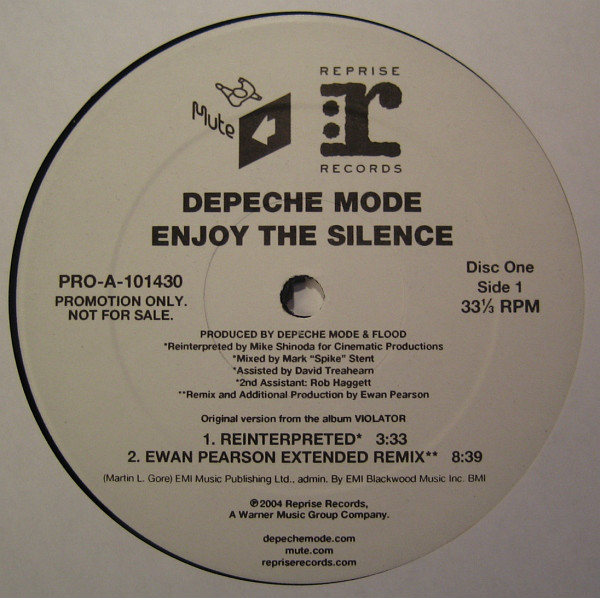 Mute
REPRISE
r
RECORDS
DEPECHE MODE
ENJOY THE SILENCE
PRO-A-101430
PROMOTION ONLY.
NOT FOR SALE.
Disc One
Side 1
33⅓ RPM
PRODUCED BY DEPECHE MODE & FLOOD
*Reinterpreted by Mike Shinoda for Cinematic Productions
*Mixed by Mark "Spike" Stent
*Assisted by David Treahearn
*2nd Assistant: Rob Haggett
**Remix and Additional Production by Ewan Pearson
Original version from the album VIOLATOR
1. REINTERPRETED* 3:33
2. EWAN PEARSON EXTENDED REMIX** 8:39
(Martin L. Gore) EMI Music Publishing Ltd., admin. By EMI Blackwood Music Inc. BMI
℗©2004 Reprise Records,
A Warner Music Group Company.
depechemode.com
mute.com
repriserecords.com